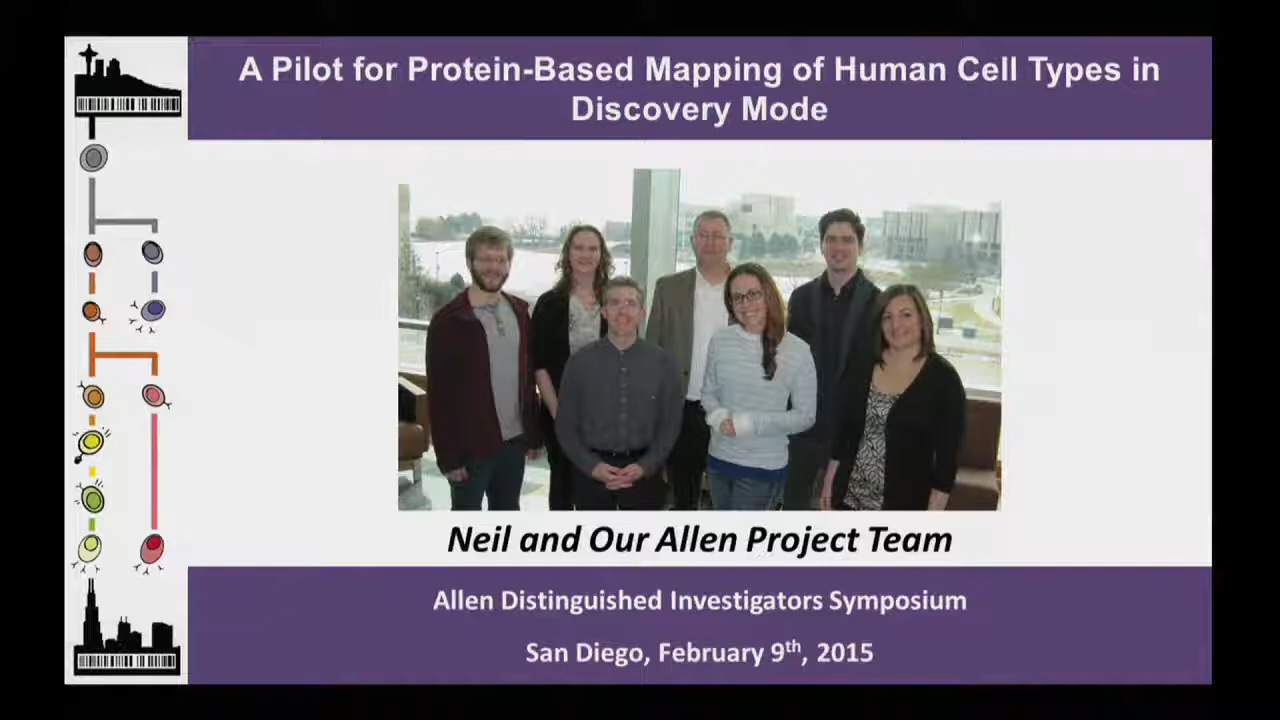 A Pilot for Protein-Based Mapping of Human Cell Types in
Discovery Mode
Neil and Our Allen Project Team
Allen Distinguished Investigators Symposium
San Diego, February 9th, 2015